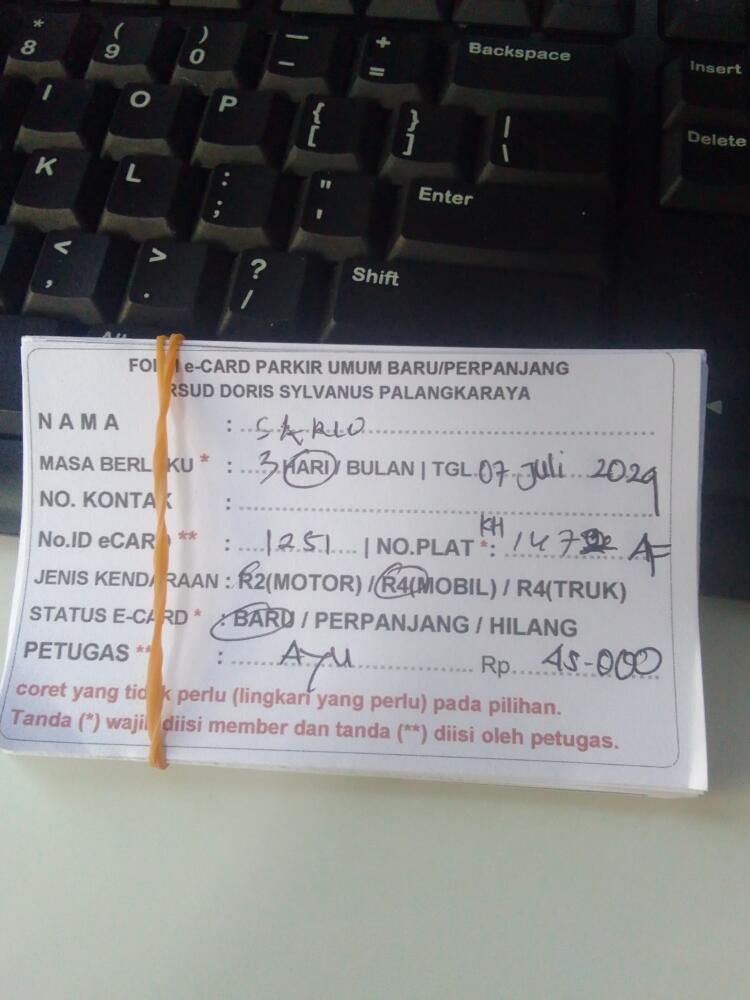 * 8 ( 9 ) 0 — - + = Backspace Insert
I O P { [ } ] | \ Delete
K L : ; " ' Enter
< , > . ? / Shift
e-CARD PARKIR UMUM BARU/PERPANJANG
RSUD DORIS SYLVANUS PALANGKARAYA
NAMA :
MASA BERLAKU * : 3 HARI / BULAN | TGL 07 Juli 2029
NO. KONTAK :
No.ID eCARD ** : 1251 | NO.PLAT *: KH 147 AF
JENIS KENDARAAN : R2(MOTOR) / R4(MOBIL) / R4(TRUK)
STATUS E-CARD * : BARU / PERPANJANG / HILANG
PETUGAS ** : Ayu Rp 45-000
coret yang tidak perlu (lingkari yang perlu) pada pilihan.
Tanda (*) wajib diisi member dan tanda (**) diisi oleh petugas.